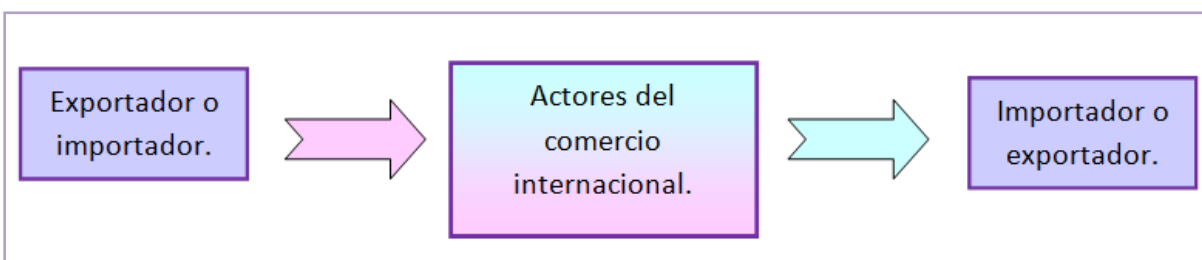 Exportador o
importador.
Actores del
comercio
internacional.
Importador o
exportador.